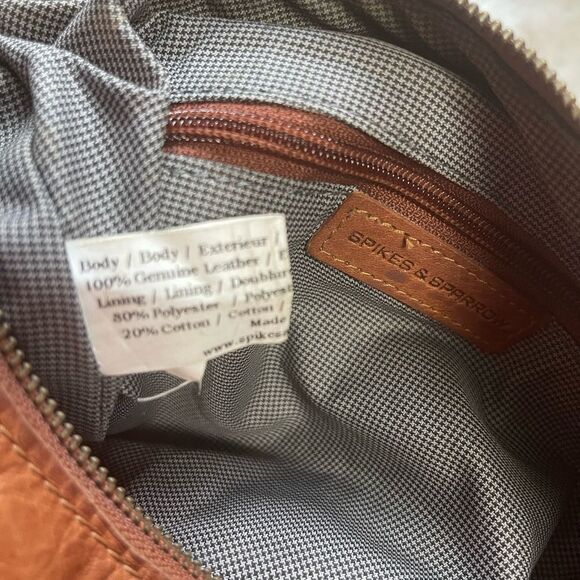 Body / Body / Exterieur /
100% Genuine Leather /
Lining / Lining / Doublur
80% Polyester / Polyes
20% Cotton / Cotton /
Made
www.spikes
SPIKES & SPARROW